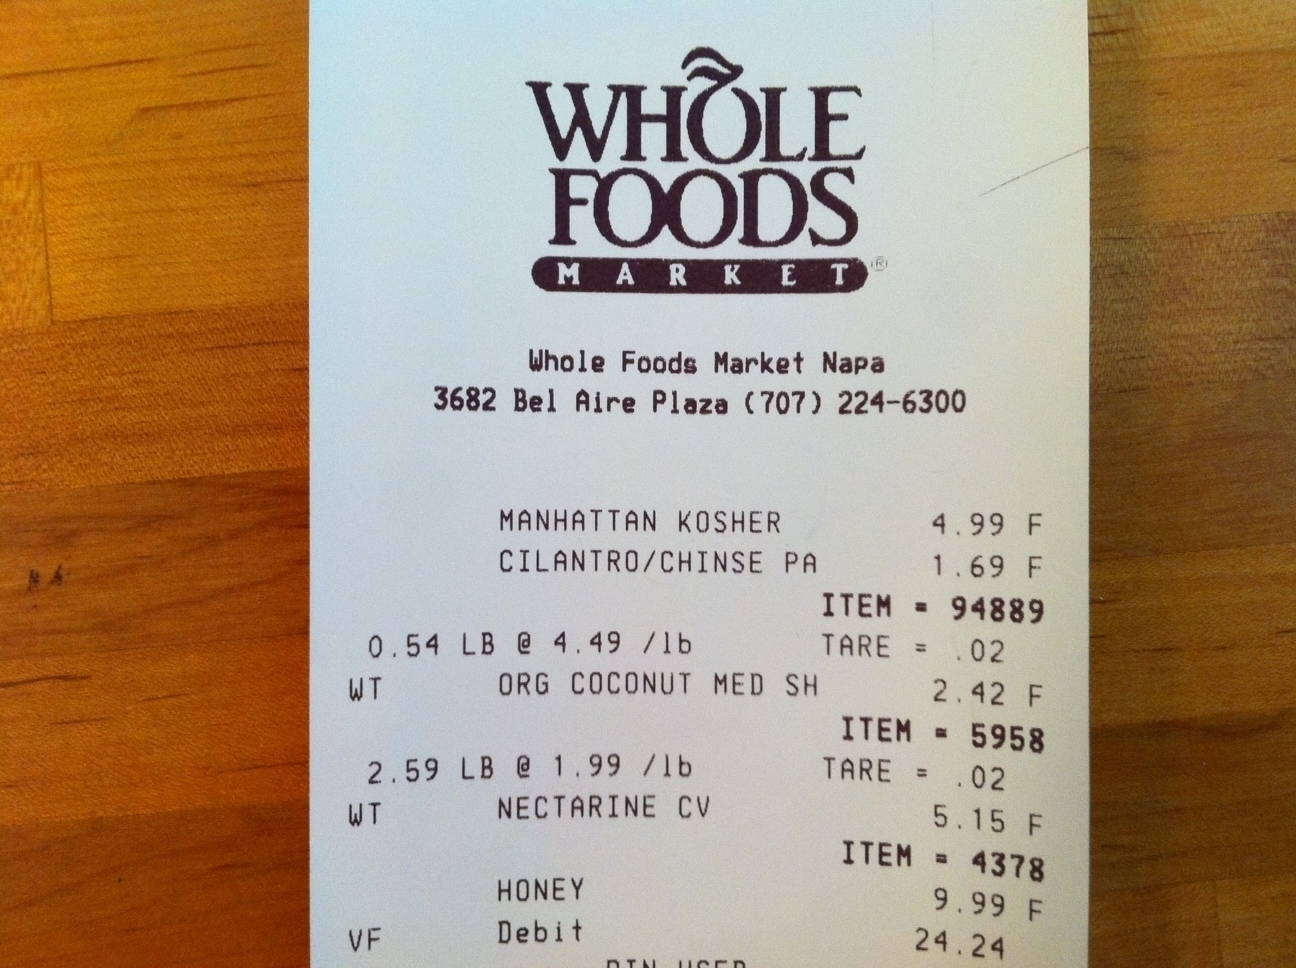 WHOLE
FOODS
MARKET®
Whole Foods Market Napa
3682 Bel Aire Plaza (707) 224-6300
MANHATTAN KOSHER 4.99 F
CILANTRO/CHINSE PA 1.69 F
ITEM = 94889
0.54 LB @ 4.49 /lb TARE = .02
WT ORG COCONUT MED SH 2.42 F
ITEM = 5958
2.59 LB @ 1.99 /lb TARE = .02
WT NECTARINE CV 5.15 F
ITEM = 4378
HONEY 9.99 F
VF Debit 24.24
PIN USED